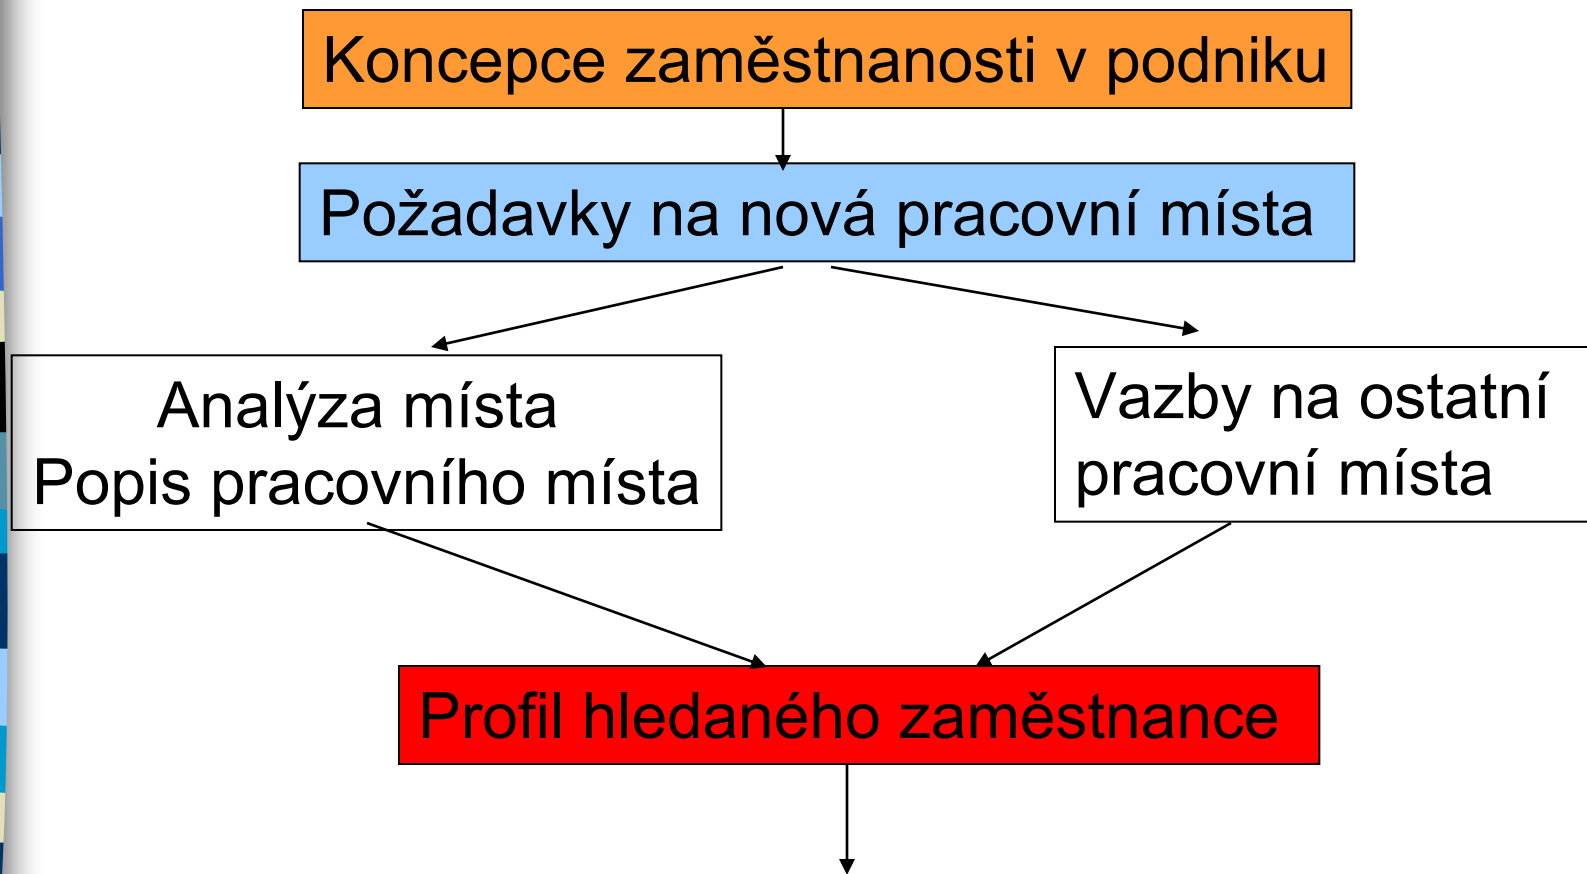 Koncepce zaměstnanosti v podniku
Požadavky na nová pracovní místa
Analýza místa
Popis pracovního místa
Vazby na ostatní
pracovní místa
Profil hledaného zaměstnance